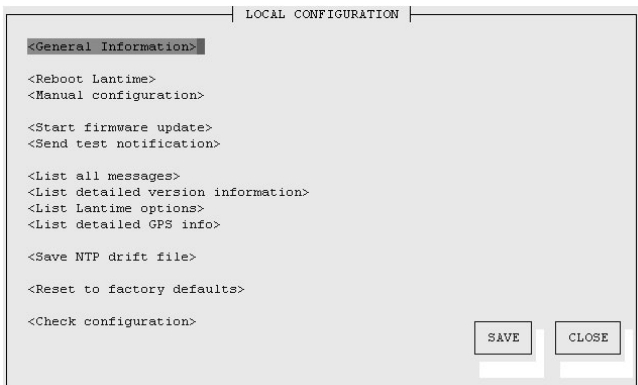 LOCAL CONFIGURATION
<General Information>
<Reboot Lantime>
<Manual configuration>
<Start firmware update>
<Send test notification>
<List all messages>
<List detailed version information>
<List Lantime options>
<List detailed GPS info>
<Save NTP drift file>
<Reset to factory defaults>
<Check configuration>
SAVE CLOSE